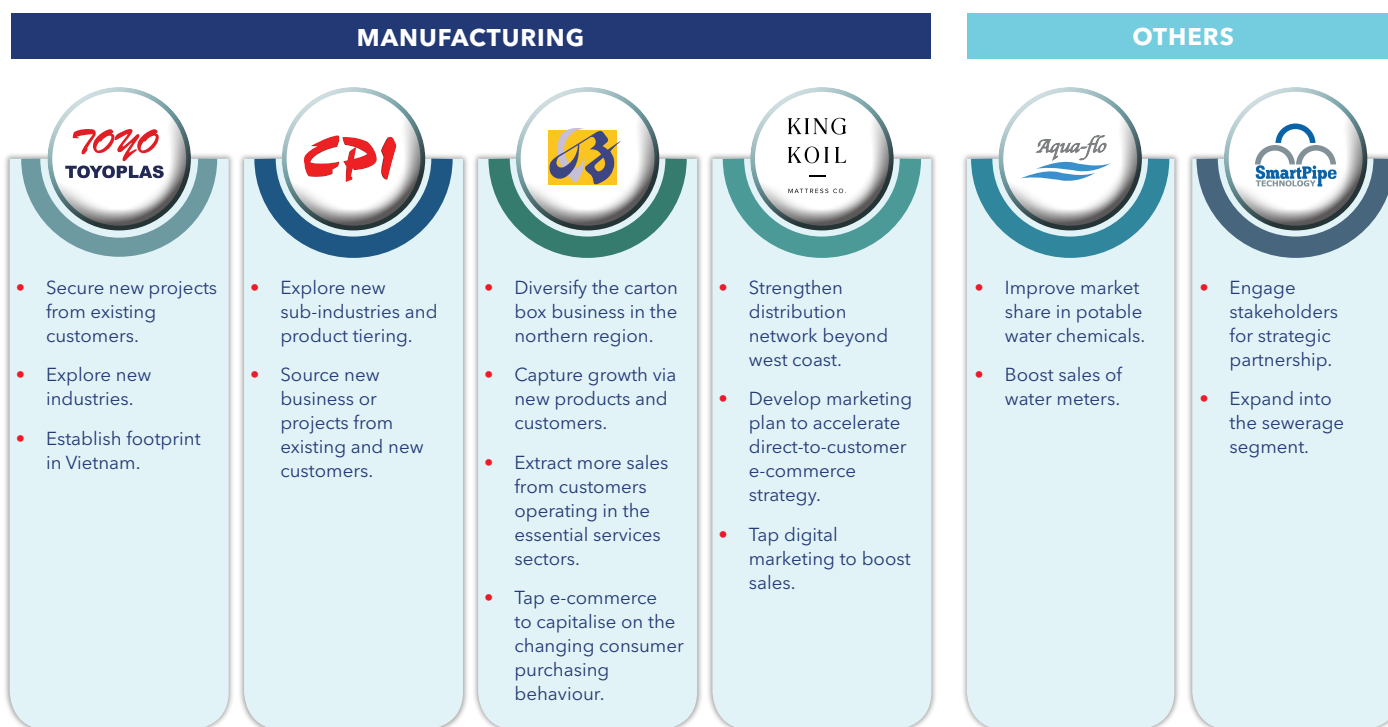 MANUFACTURING
TOYO
TOYOPLAS
Secure new projects
from existing
customers.
Explore new
industries.
Establish footprint
in Vietnam.
CPI
Explore new
sub-industries and
product tiering.
Source new
business or
projects from
existing and new
customers.
Diversify the carton
box business in the
northern region.
Capture growth via
new products and
customers.
Extract more sales
from customers
operating in the
essential services
sectors.
Tap e-commerce
to capitalise on the
changing consumer
purchasing
behaviour.
KING
KOIL
MATTRESS CO.
Strengthen
distribution
network beyond
west coast.
Develop marketing
plan to accelerate
direct-to-customer
e-commerce
strategy.
Tap digital
marketing to boost
sales.
OTHERS
Aqua-flo
Improve market
share in potable
water chemicals.
Boost sales of
water meters.
SmartPipe
TECHNOLOGY
Engage
stakeholders
for strategic
partnership.
Expand into
the sewerage
segment.